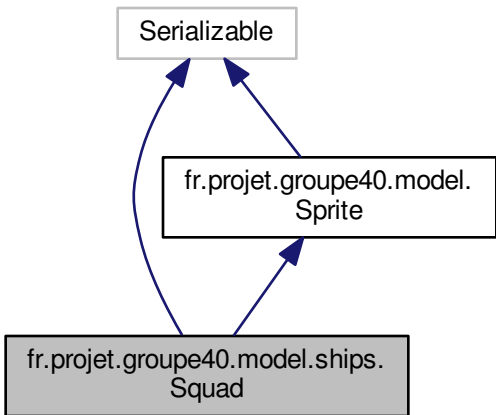 Serializable
fr.projet.groupe40.model.
Sprite
fr.projet.groupe40.model.ships.
Squad